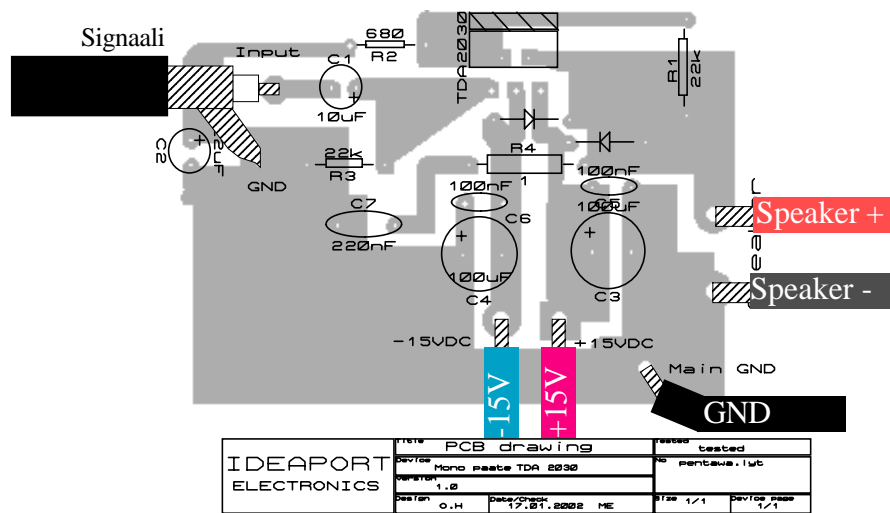 Signaali
Input
680
R2
C1
10uF
TDA2030
R1
22k
C2
2uF
GND
22k
R3
R4
1
100nF
C6
100nF
C5
C7
220nF
100uF
C4
100uF
C3
Speaker +
Speaker -
-15VDC
+15VDC
-15V
+15V
Main GND
GND
IDEAPORT
ELECTRONICS
Title
PCB drawing
Tested
tested
Device
Mono paate TDA 2030
No
pentawa.lyt
Version
1.0
Design
O.H
Date/Check
17.01.2002 ME
Size 1/1
Device page
1/1